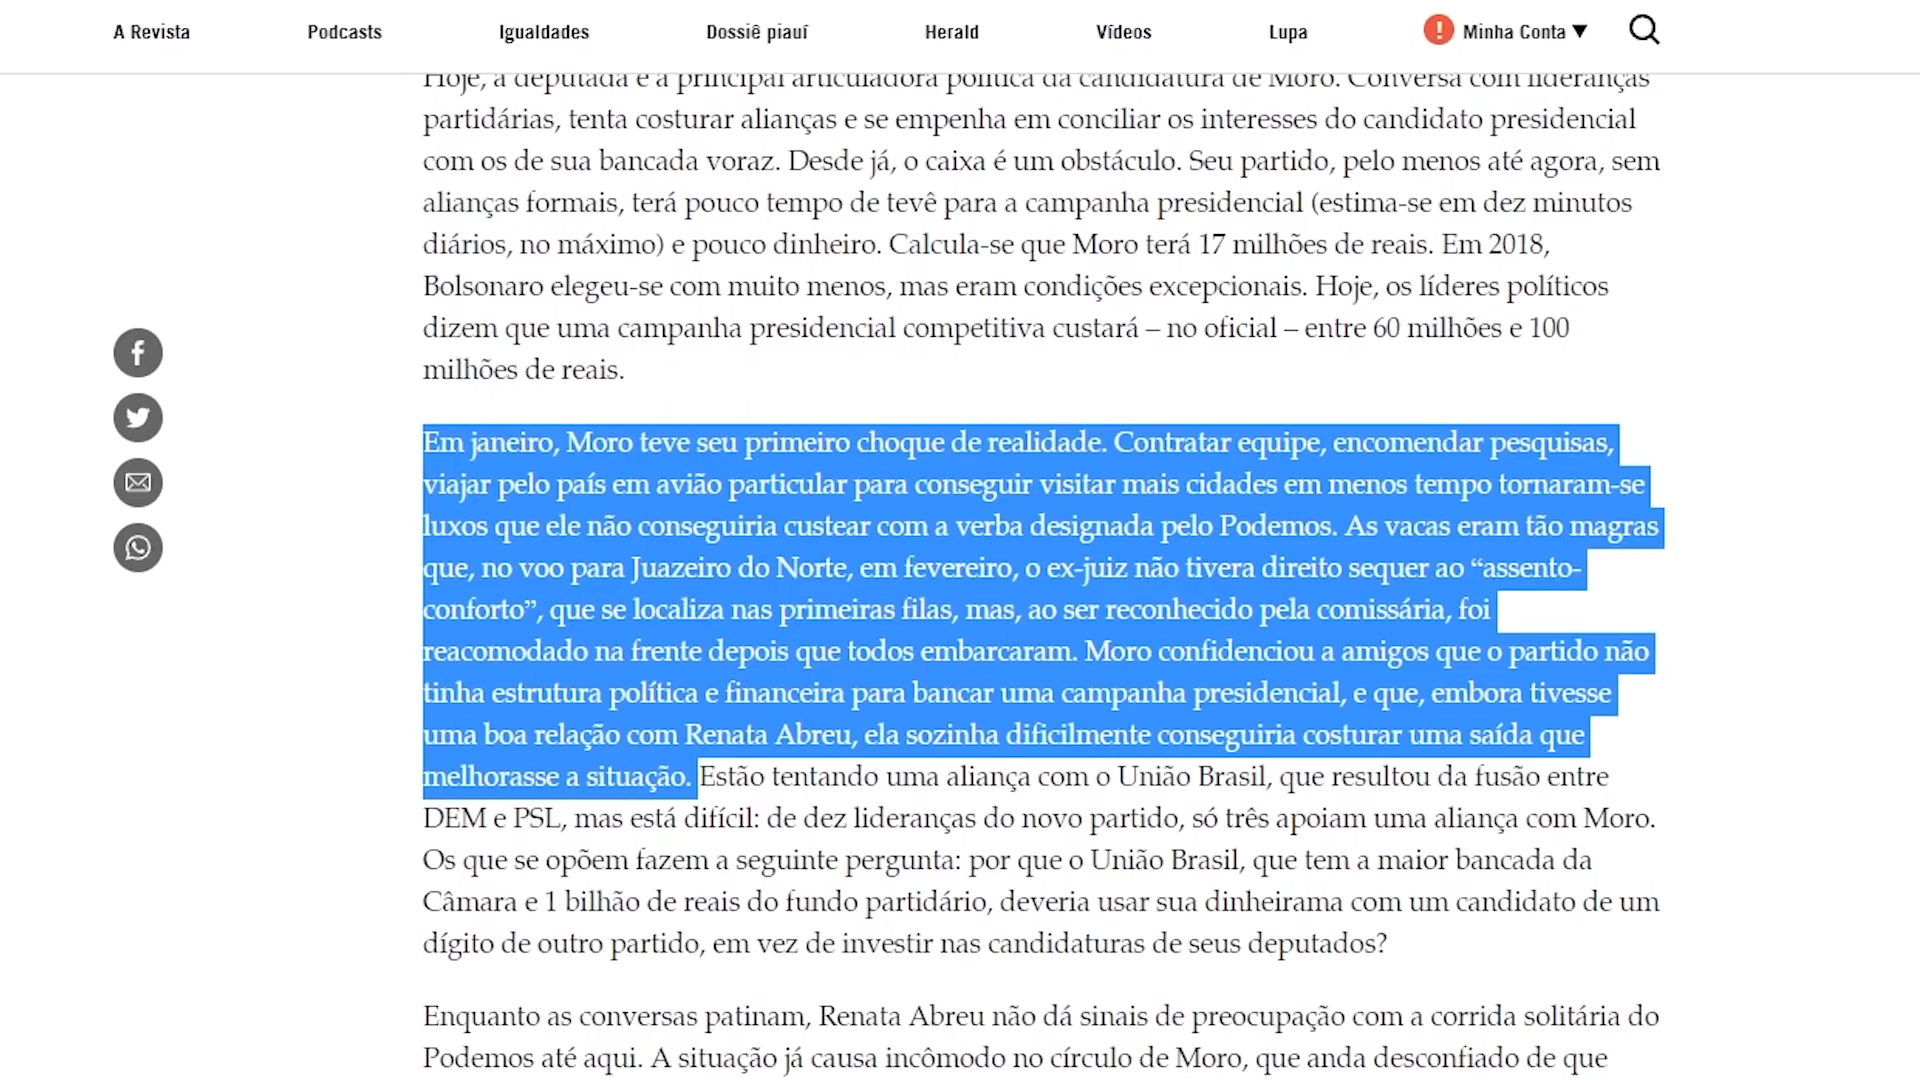 A Revista
Podcasts
Igualdades
Dossiê piauí
Herald
Vídeos
Lupa
! Minha Conta ▼
Hoje, a deputada é a principal articuladora política da candidatura de Moro. Conversa com lideranças
partidárias, tenta costurar alianças e se empenha em conciliar os interesses do candidato presidencial
com os de sua bancada voraz. Desde já, o caixa é um obstáculo. Seu partido, pelo menos até agora, sem
alianças formais, terá pouco tempo de tevê para a campanha presidencial (estima-se em dez minutos
diários, no máximo) e pouco dinheiro. Calcula-se que Moro terá 17 milhões de reais. Em 2018,
Bolsonaro elegeu-se com muito menos, mas eram condições excepcionais. Hoje, os líderes políticos
dizem que uma campanha presidencial competitiva custará – no oficial – entre 60 milhões e 100
milhões de reais.
Em janeiro, Moro teve seu primeiro choque de realidade. Contratar equipe, encomendar pesquisas,
viajar pelo país em avião particular para conseguir visitar mais cidades em menos tempo tornaram-se
luxos que ele não conseguiria custear com a verba designada pelo Podemos. As vacas eram tão magras
que, no voo para Juazeiro do Norte, em fevereiro, o ex-juiz não tivera direito sequer ao “assento-
conforto”, que se localiza nas primeiras filas, mas, ao ser reconhecido pela comissária, foi
reacomodado na frente depois que todos embarcaram. Moro confidenciou a amigos que o partido não
tinha estrutura política e financeira para bancar uma campanha presidencial, e que, embora tivesse
uma boa relação com Renata Abreu, ela sozinha dificilmente conseguiria costurar uma saída que
melhorasse a situação. Estão tentando uma aliança com o União Brasil, que resultou da fusão entre
DEM e PSL, mas está difícil: de dez lideranças do novo partido, só três apoiam uma aliança com Moro.
Os que se opõem fazem a seguinte pergunta: por que o União Brasil, que tem a maior bancada da
Câmara e 1 bilhão de reais do fundo partidário, deveria usar sua dinheirama com um candidato de um
dígito de outro partido, em vez de investir nas candidaturas de seus deputados?
Enquanto as conversas patinam, Renata Abreu não dá sinais de preocupação com a corrida solitária do
Podemos até aqui. A situação já causa incômodo no círculo de Moro, que anda desconfiado de que